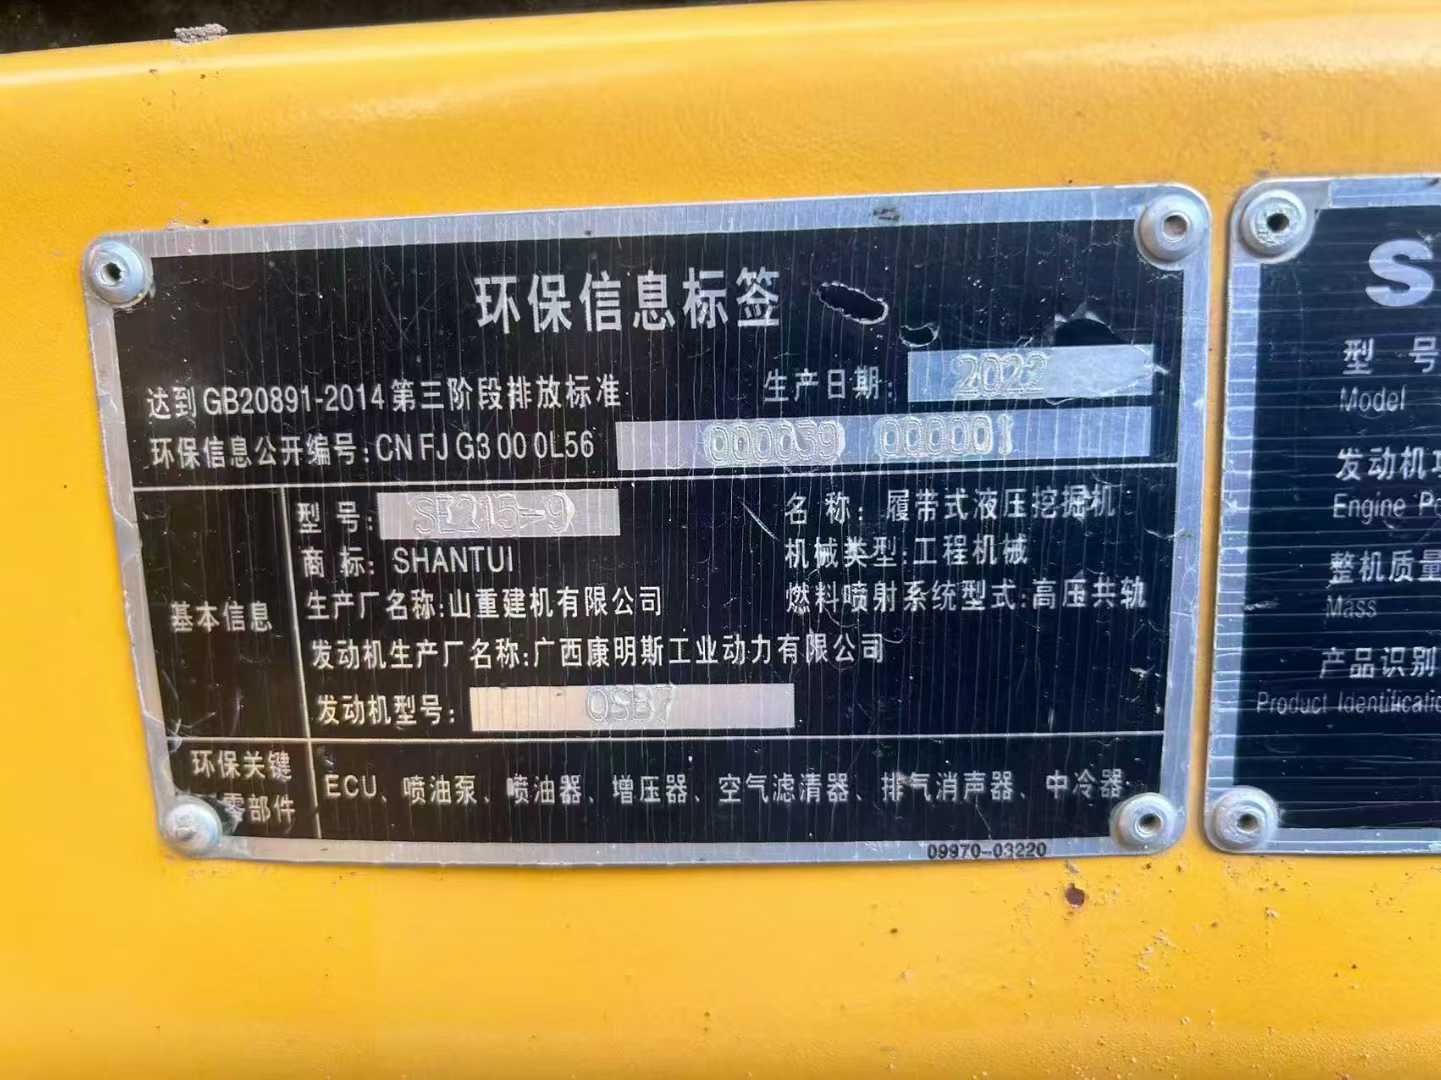 环保信息标签
达到GB20891-2014第三阶段排放标准
生产日期: 2022
环保信息公开编号:CN FJ G3 00 0L56 000059 000001
基本信息
型 号: SE215-9
名 称: 履带式液压挖掘机
商 标: SHANTUI
机械类型:工程机械
生产厂名称:山重建机有限公司
燃料喷射系统型式:高压共轨
发动机生产厂名称:广西康明斯工业动力有限公司
发动机型号: QSB7
环保关键
零部件
ECU、喷油泵、喷油器、增压器、空气滤清器、排气消声器、中冷器
09970-03220
S
型 号
Model
发动机
Engine
整机质量
Mass
产品识别
Product